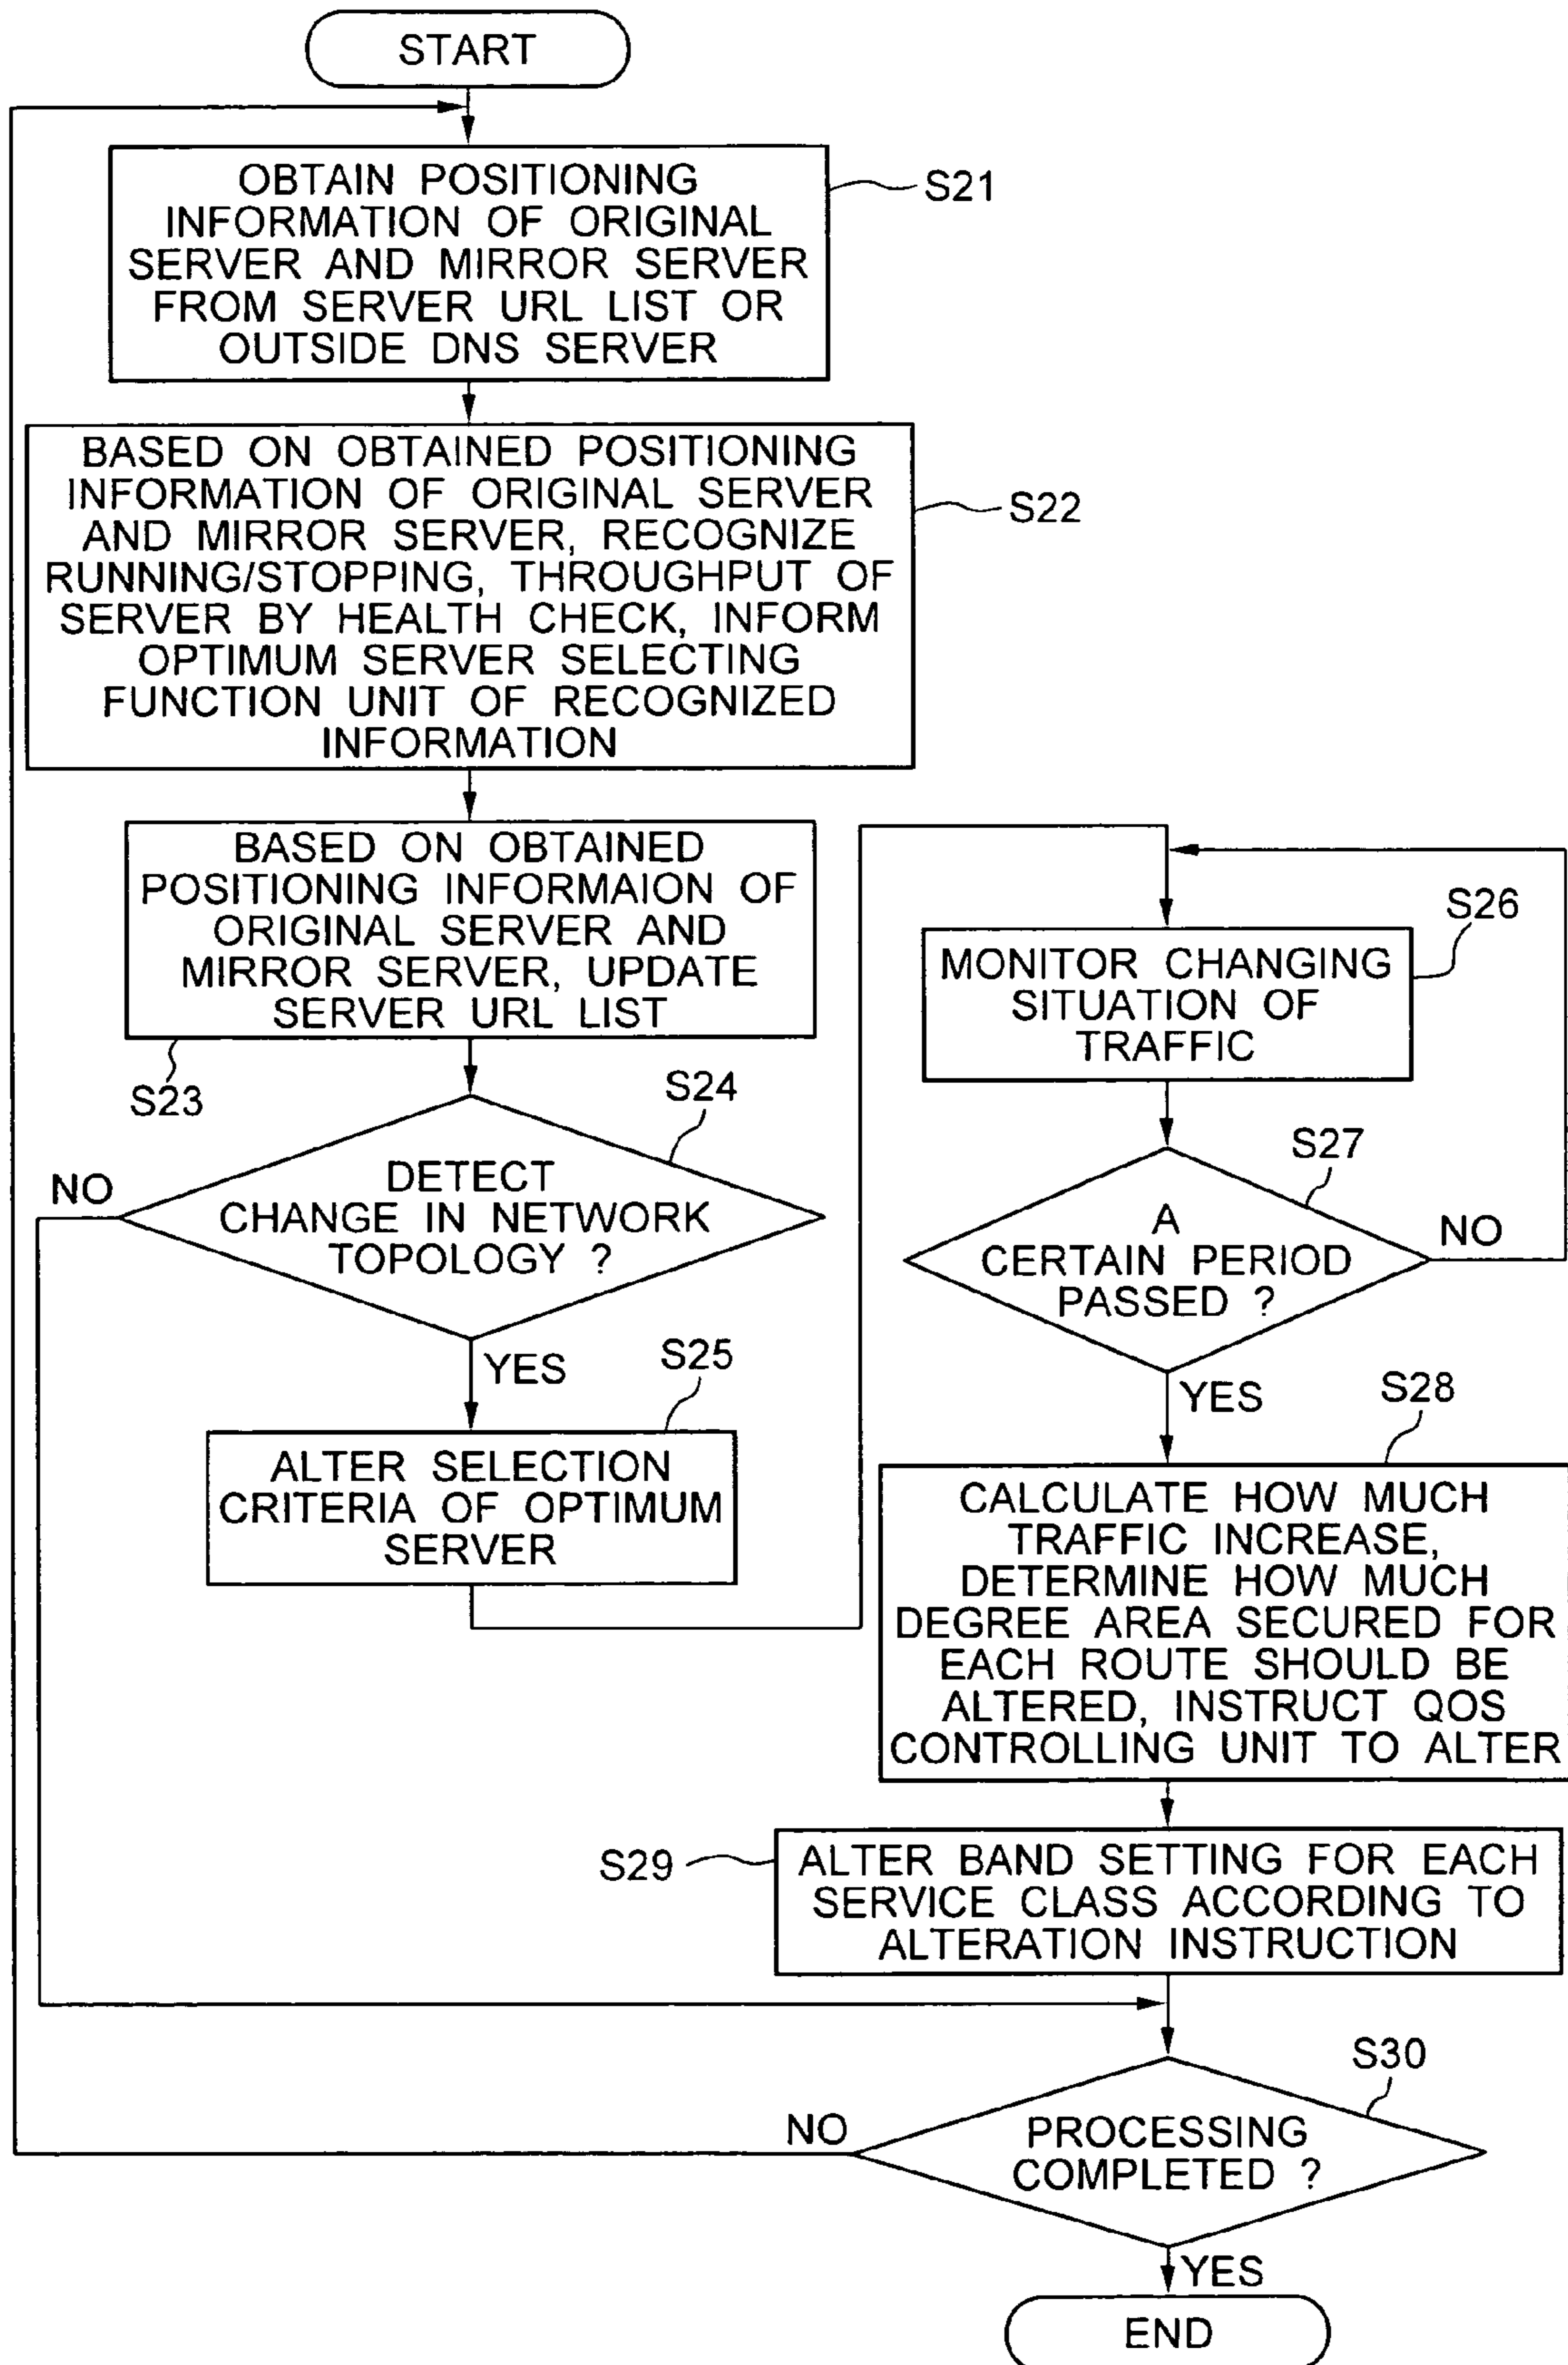 START
OBTAIN POSITIONING
INFORMATION OF ORIGINAL
SERVER AND MIRROR SERVER
FROM SERVER URL LIST OR
OUTSIDE DNS SERVER
S21
BASED ON OBTAINED POSITIONING
INFORMATION OF ORIGINAL SERVER
AND MIRROR SERVER, RECOGNIZE
RUNNING/STOPPING, THROUGHPUT OF
SERVER BY HEALTH CHECK, INFORM
OPTIMUM SERVER SELECTING
FUNCTION UNIT OF RECOGNIZED
INFORMATION
S22
BASED ON OBTAINED
POSITIONING INFORMAION OF
ORIGINAL SERVER AND
MIRROR SERVER, UPDATE
SERVER URL LIST
S23
S24
DETECT
CHANGE IN NETWORK
TOPOLOGY ?
NO
YES
S25
ALTER SELECTION
CRITERIA OF OPTIMUM
SERVER
S26
MONITOR CHANGING
SITUATION OF
TRAFFIC
S27
A
CERTAIN PERIOD
PASSED ?
NO
YES
S28
CALCULATE HOW MUCH
TRAFFIC INCREASE,
DETERMINE HOW MUCH
DEGREE AREA SECURED FOR
EACH ROUTE SHOULD BE
ALTERED, INSTRUCT QOS
CONTROLLING UNIT TO ALTER
S29
ALTER BAND SETTING FOR EACH
SERVICE CLASS ACCORDING TO
ALTERATION INSTRUCTION
S30
PROCESSING
COMPLETED ?
NO
YES
END